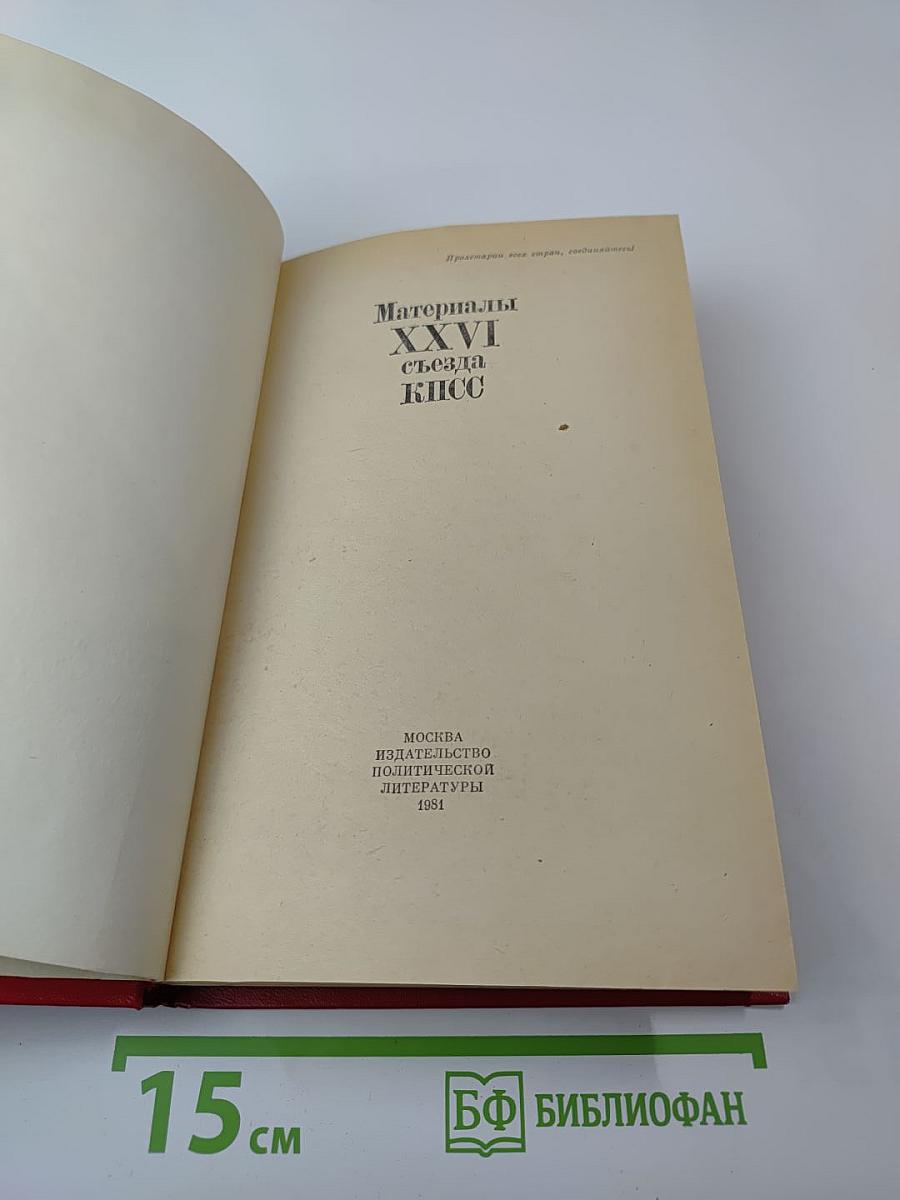 Пролетарии всех стран, соединяйтесь!
Материалы
XXVI
съезда
КПСС
МОСКВА
ИЗДАТЕЛЬСТВО
ПОЛИТИЧЕСКОЙ
ЛИТЕРАТУРЫ
1981
15 см
БФ БИБЛИОФАН